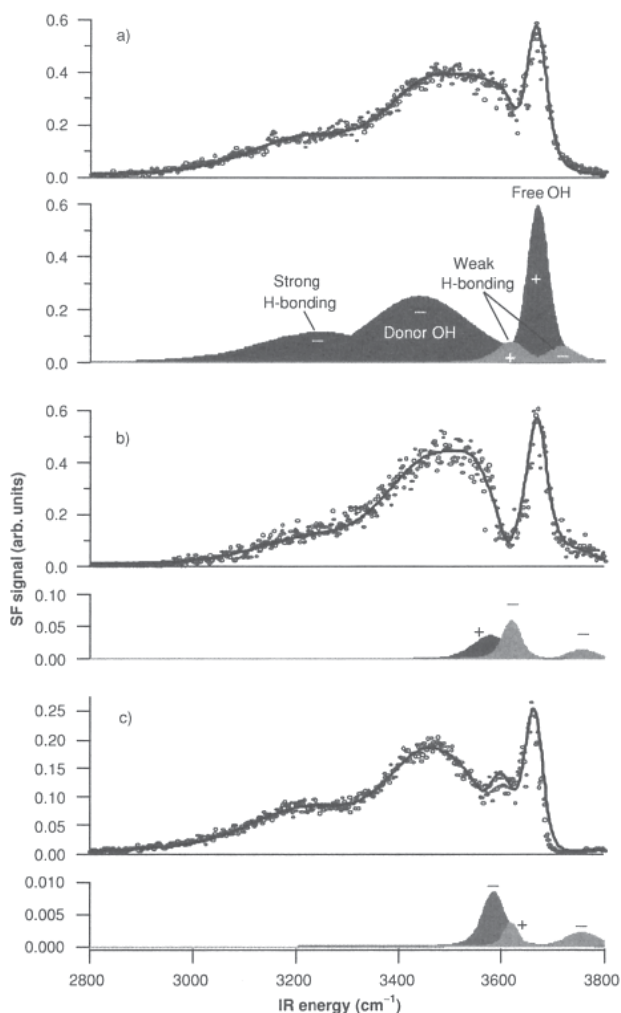 a)
0.6
0.4
0.2
0.0
Free OH
0.6
0.4
0.2
0.0
Strong
H-bonding
Weak
H-bonding
Donor OH
−
−
+
+
−
b)
0.6
0.4
0.2
0.0
SF signal (arb. units)
0.10
0.05
0.00
+
−
−
c)
0.25
0.20
0.15
0.10
0.05
0.00
0.010
0.005
0.000
−
+
−
2800 3000 3200 3400 3600 3800
IR energy (cm⁻¹)